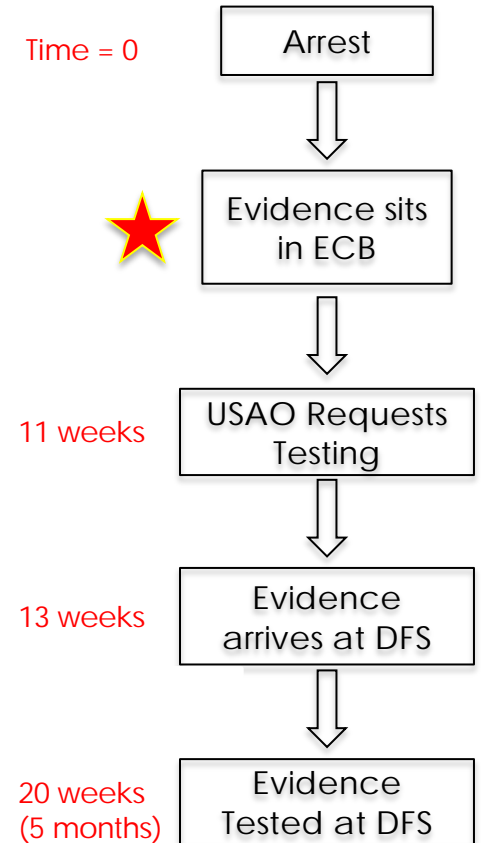 Time = 0
Arrest
Evidence sits
in ECB
11 weeks
USAO Requests
Testing
13 weeks
Evidence
arrives at DFS
20 weeks
(5 months)
Evidence
Tested at DFS